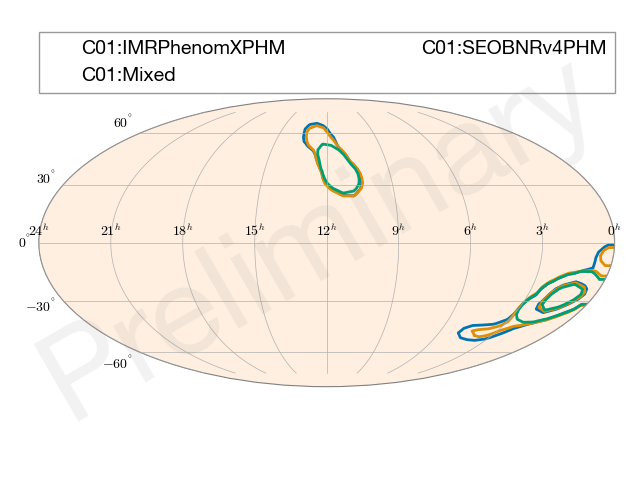 C01:IMRPhenomXPHM C01:SEOBNRv4PHM
C01:Mixed
60°
30°
0° 24h 21h 18h 15h 12h 9h 6h 3h 0h
−30°
−60°
Preliminary